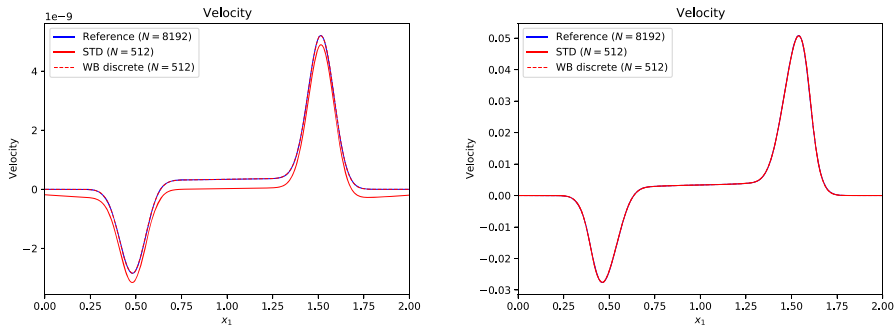 Velocity
1e−9
Reference (N = 8192)
STD (N = 512)
WB discrete (N = 512)
Velocity
4
2
0
−2
0.00 0.25 0.50 0.75 1.00 1.25 1.50 1.75 2.00
x₁
Velocity
Reference (N = 8192)
STD (N = 512)
WB discrete (N = 512)
Velocity
0.05
0.04
0.03
0.02
0.01
0.00
−0.01
−0.02
−0.03
0.00 0.25 0.50 0.75 1.00 1.25 1.50 1.75 2.00
x₁